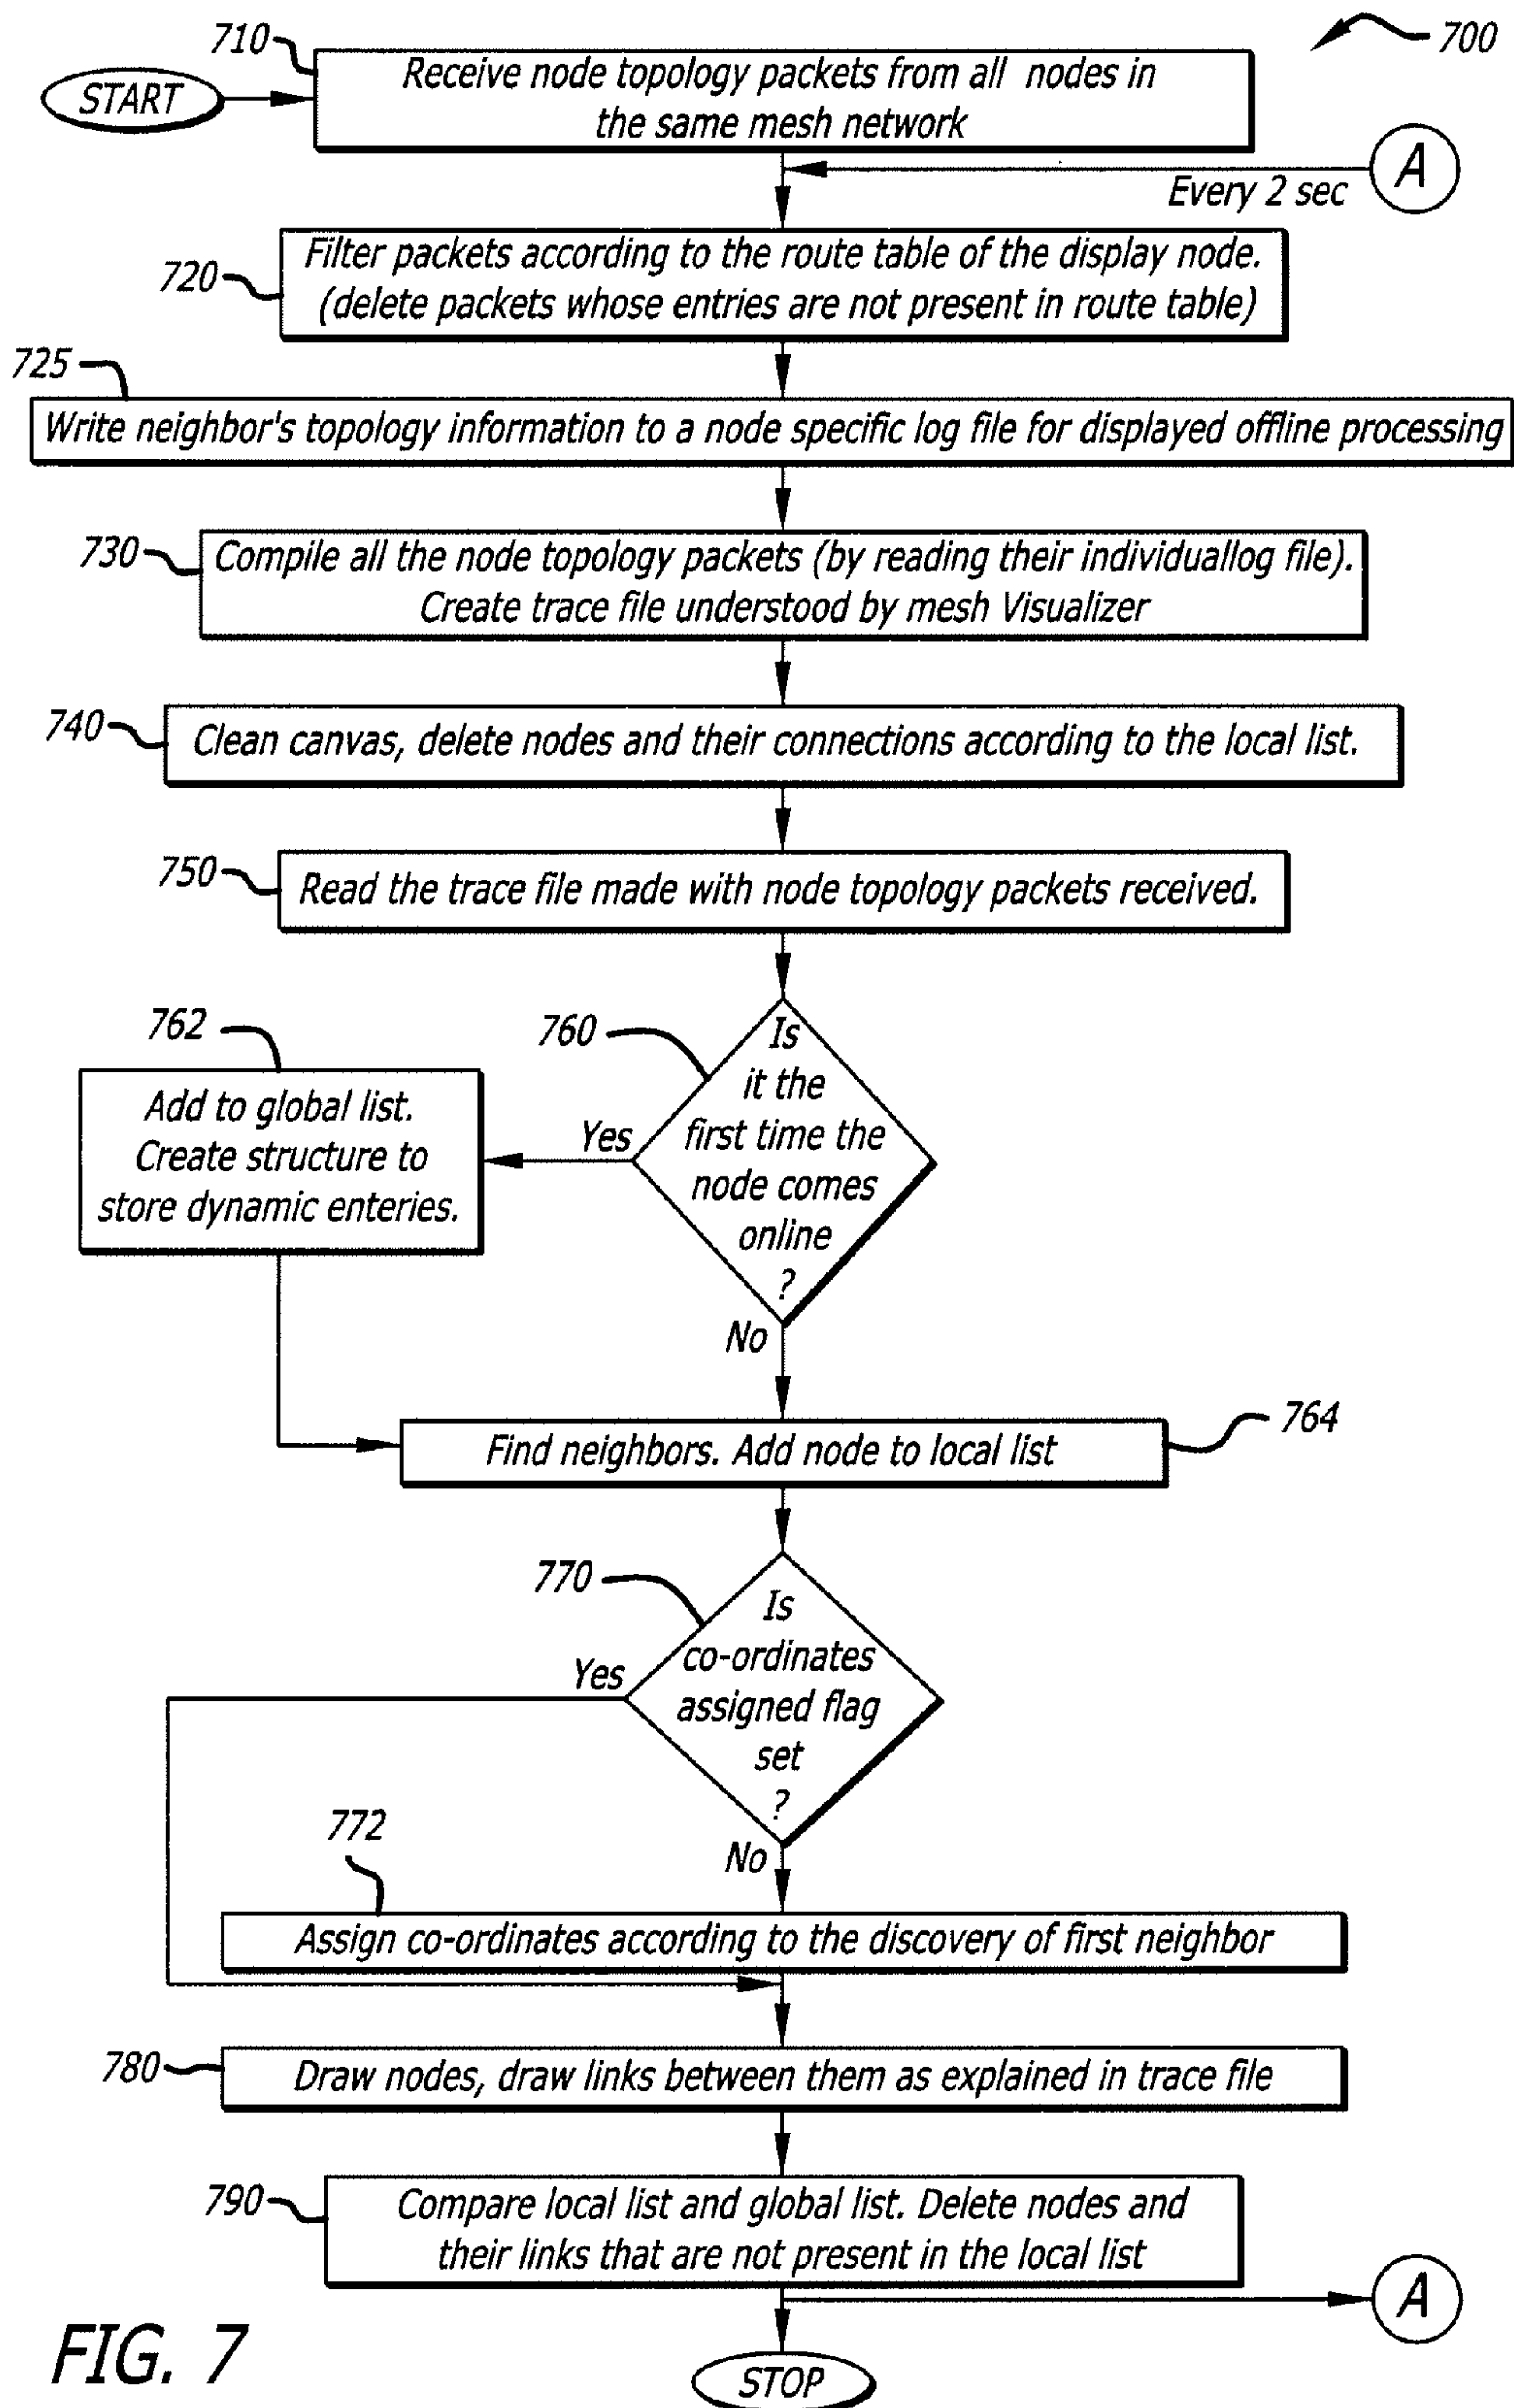 710
700
START
Receive node topology packets from all nodes in
the same mesh network
A
Every 2 sec
720
Filter packets according to the route table of the display node.
(delete packets whose entries are not present in route table)
725
Write neighbor's topology information to a node specific log file for displayed offline processing
730
Compile all the node topology packets (by reading their individuallog file).
Create trace file understood by mesh Visualizer
740
Clean canvas, delete nodes and their connections according to the local list.
750
Read the trace file made with node topology packets received.
762
760
Is
it the
first time the
node comes
online
?
Yes
Add to global list.
Create structure to
store dynamic enteries.
No
764
Find neighbors. Add node to local list
770
Is
co-ordinates
assigned flag
set
?
Yes
772
No
Assign co-ordinates according to the discovery of first neighbor
780
Draw nodes, draw links between them as explained in trace file
790
Compare local list and global list. Delete nodes and
their links that are not present in the local list
A
FIG. 7
STOP